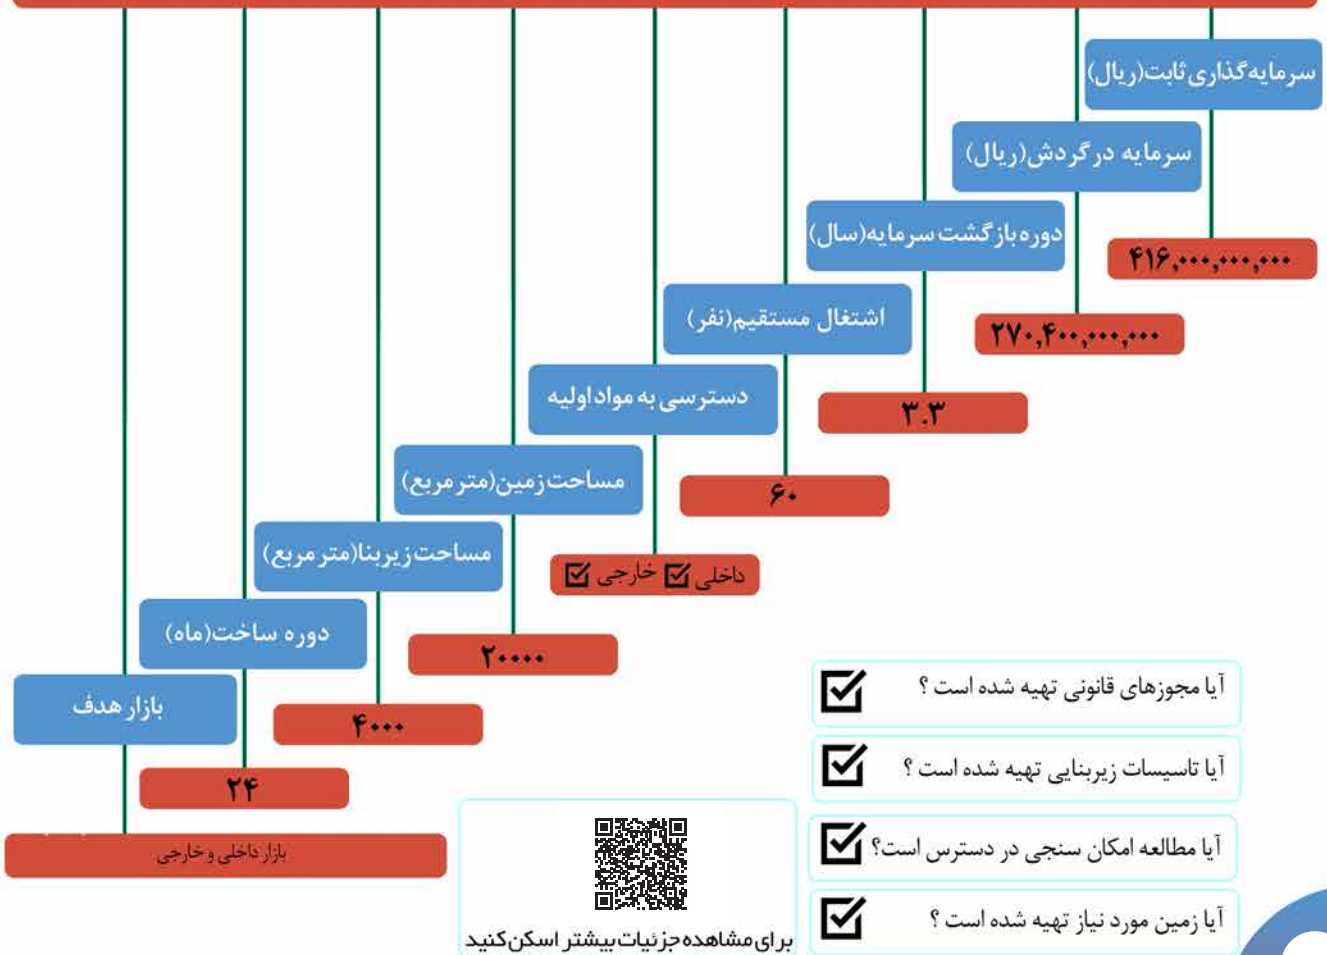 سرمایه‌گذاری ثابت(ریال)
۴۱۶,۰۰۰,۰۰۰,۰۰۰
سرمایه در گردش(ریال)
۲۷۰,۴۰۰,۰۰۰,۰۰۰
دوره بازگشت سرمایه(سال)
۳.۳
اشتغال مستقیم(نفر)
۶۰
دسترسی به مواد اولیه
داخلی ☑ خارجی ☑
مساحت زمین(متر مربع)
۲۰۰۰۰
مساحت زیربنا(متر مربع)
۴۰۰۰
دوره ساخت(ماه)
۲۴
بازار هدف
بازار داخلی و خارجی
آیا مجوزهای قانونی تهیه شده است ؟ ☑
آیا تاسیسات زیربنایی تهیه شده است ؟ ☑
آیا مطالعه امکان سنجی در دسترس است؟ ☑
آیا زمین مورد نیاز تهیه شده است ؟ ☑
برای مشاهده جزئیات بیشتر اسکن کنید